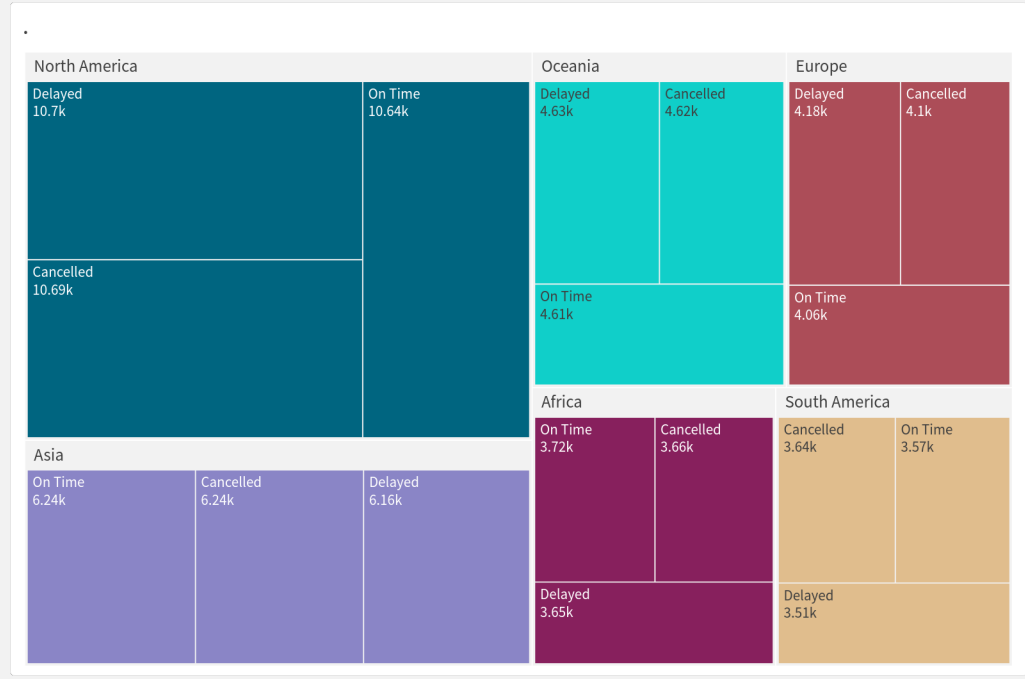 .
North America
Delayed
10.7k
On Time
10.64k
Cancelled
10.69k
Asia
On Time
6.24k
Cancelled
6.24k
Delayed
6.16k
Oceania
Delayed
4.63k
Cancelled
4.62k
On Time
4.61k
Europe
Delayed
4.18k
Cancelled
4.1k
On Time
4.06k
Africa
On Time
3.72k
Cancelled
3.66k
Delayed
3.65k
South America
Cancelled
3.64k
On Time
3.57k
Delayed
3.51k